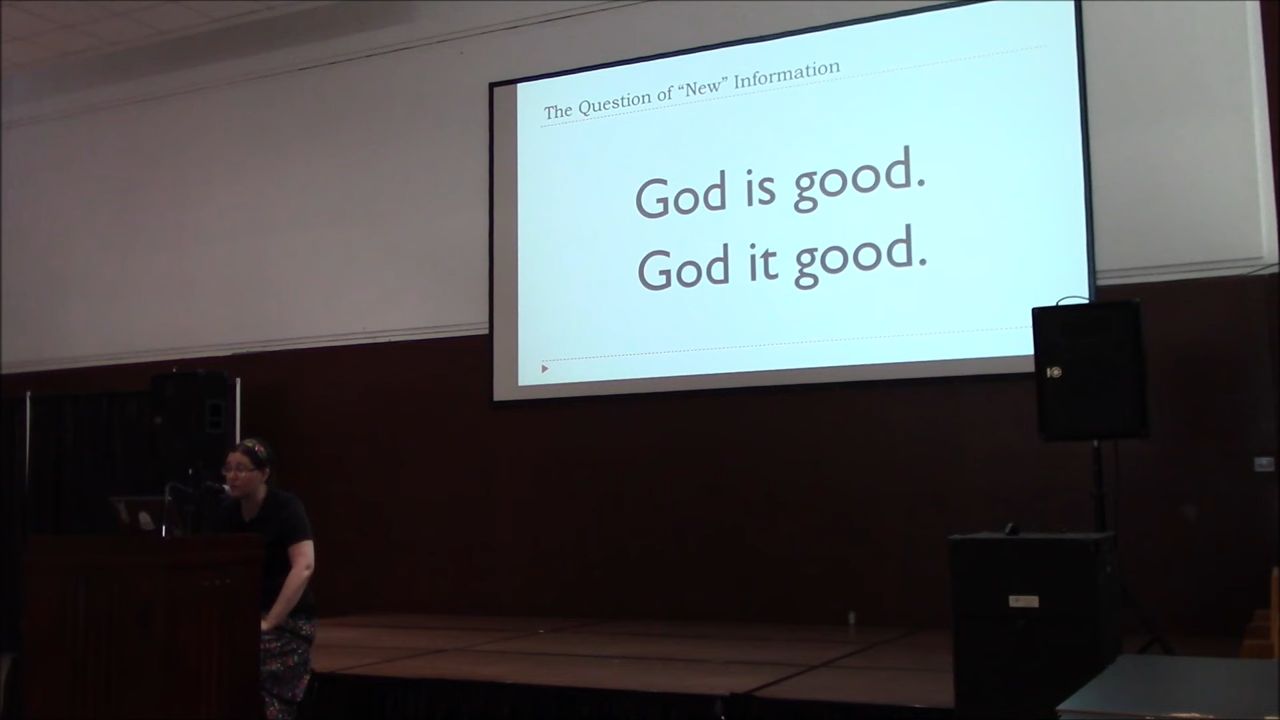 The Question of “New” Information
God is good.
God it good.